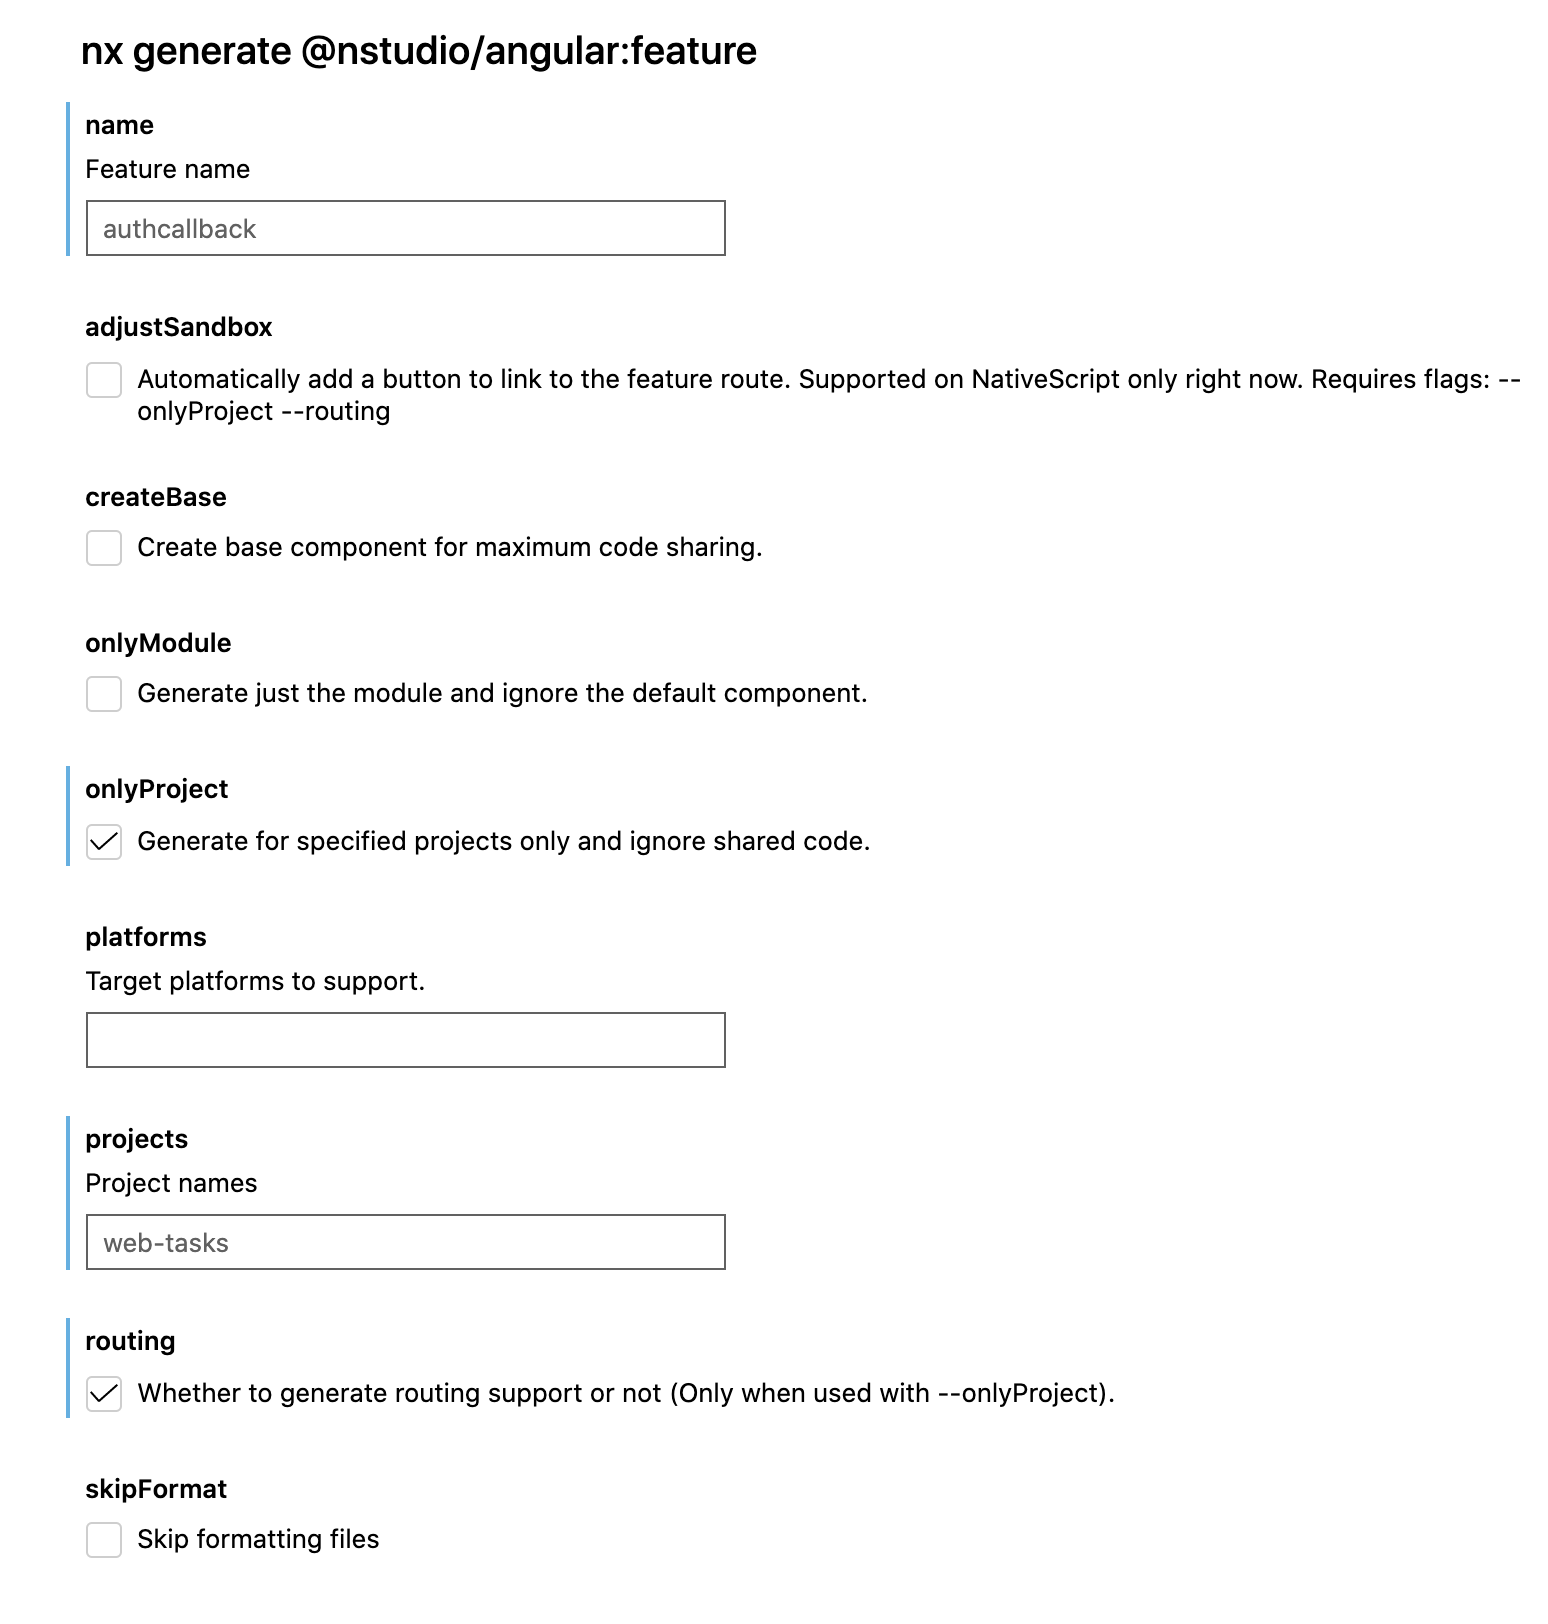 nx generate @nstudio/angular:feature
name
Feature name
authcallback
adjustSandbox
Automatically add a button to link to the feature route. Supported on NativeScript only right now. Requires flags: --
onlyProject --routing
createBase
Create base component for maximum code sharing.
onlyModule
Generate just the module and ignore the default component.
onlyProject
Generate for specified projects only and ignore shared code.
platforms
Target platforms to support.
projects
Project names
web-tasks
routing
Whether to generate routing support or not (Only when used with --onlyProject).
skipFormat
Skip formatting files